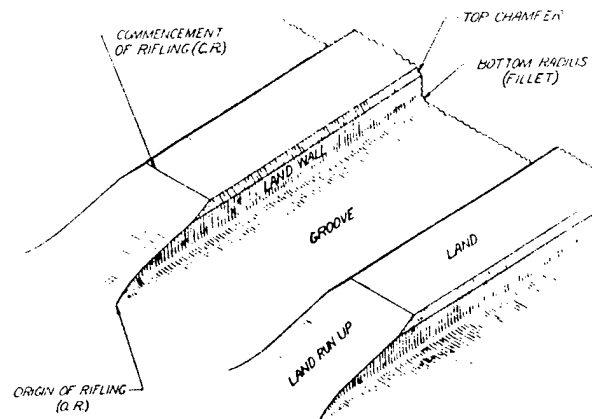 COMMENCEMENT
OF RIFLING (C.R.)
TOP CHAMFER
BOTTOM RADIUS
(FILLET)
LAND WALL
GROOVE
LAND
LAND RUN UP
ORIGIN OF RIFLING
(O.R.)